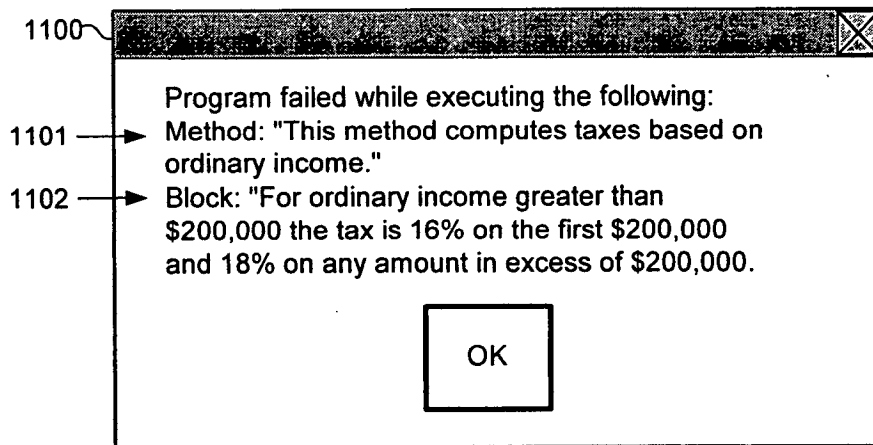 1100
Program failed while executing the following:
1101 Method: "This method computes taxes based on
ordinary income."
1102 Block: "For ordinary income greater than
$200,000 the tax is 16% on the first $200,000
and 18% on any amount in excess of $200,000.
OK